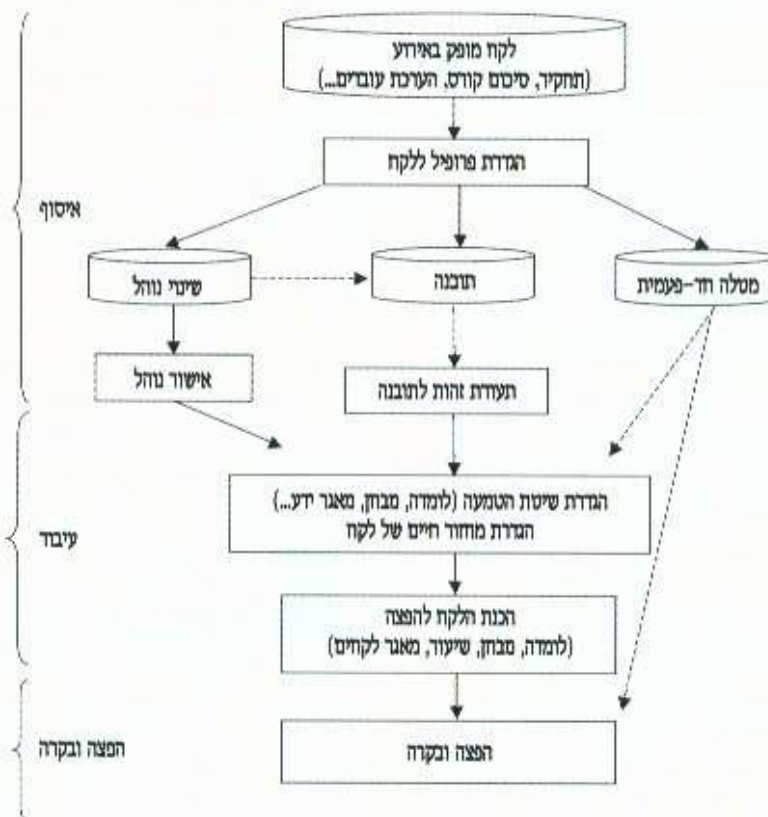 לקח מופק באירוע
(תחקיר, סיכום קורס, הערכת עובדים...)
הגדרת פרופיל ללקח
איסוף
שינוי נוהל
תובנה
מטלה חד-פעמית
אישור נוהל
תעודת זהות לתובנה
הגדרת שיטת הטמעה (לומדה, מבחן, מאגר ידע...)
הגדרת מחזור חיים של לקח
עיבוד
הכנת הלקח להפצה
(לומדה, מבחן, שיעור, מאגר לקחים)
הפצה ובקרה
הפצה ובקרה